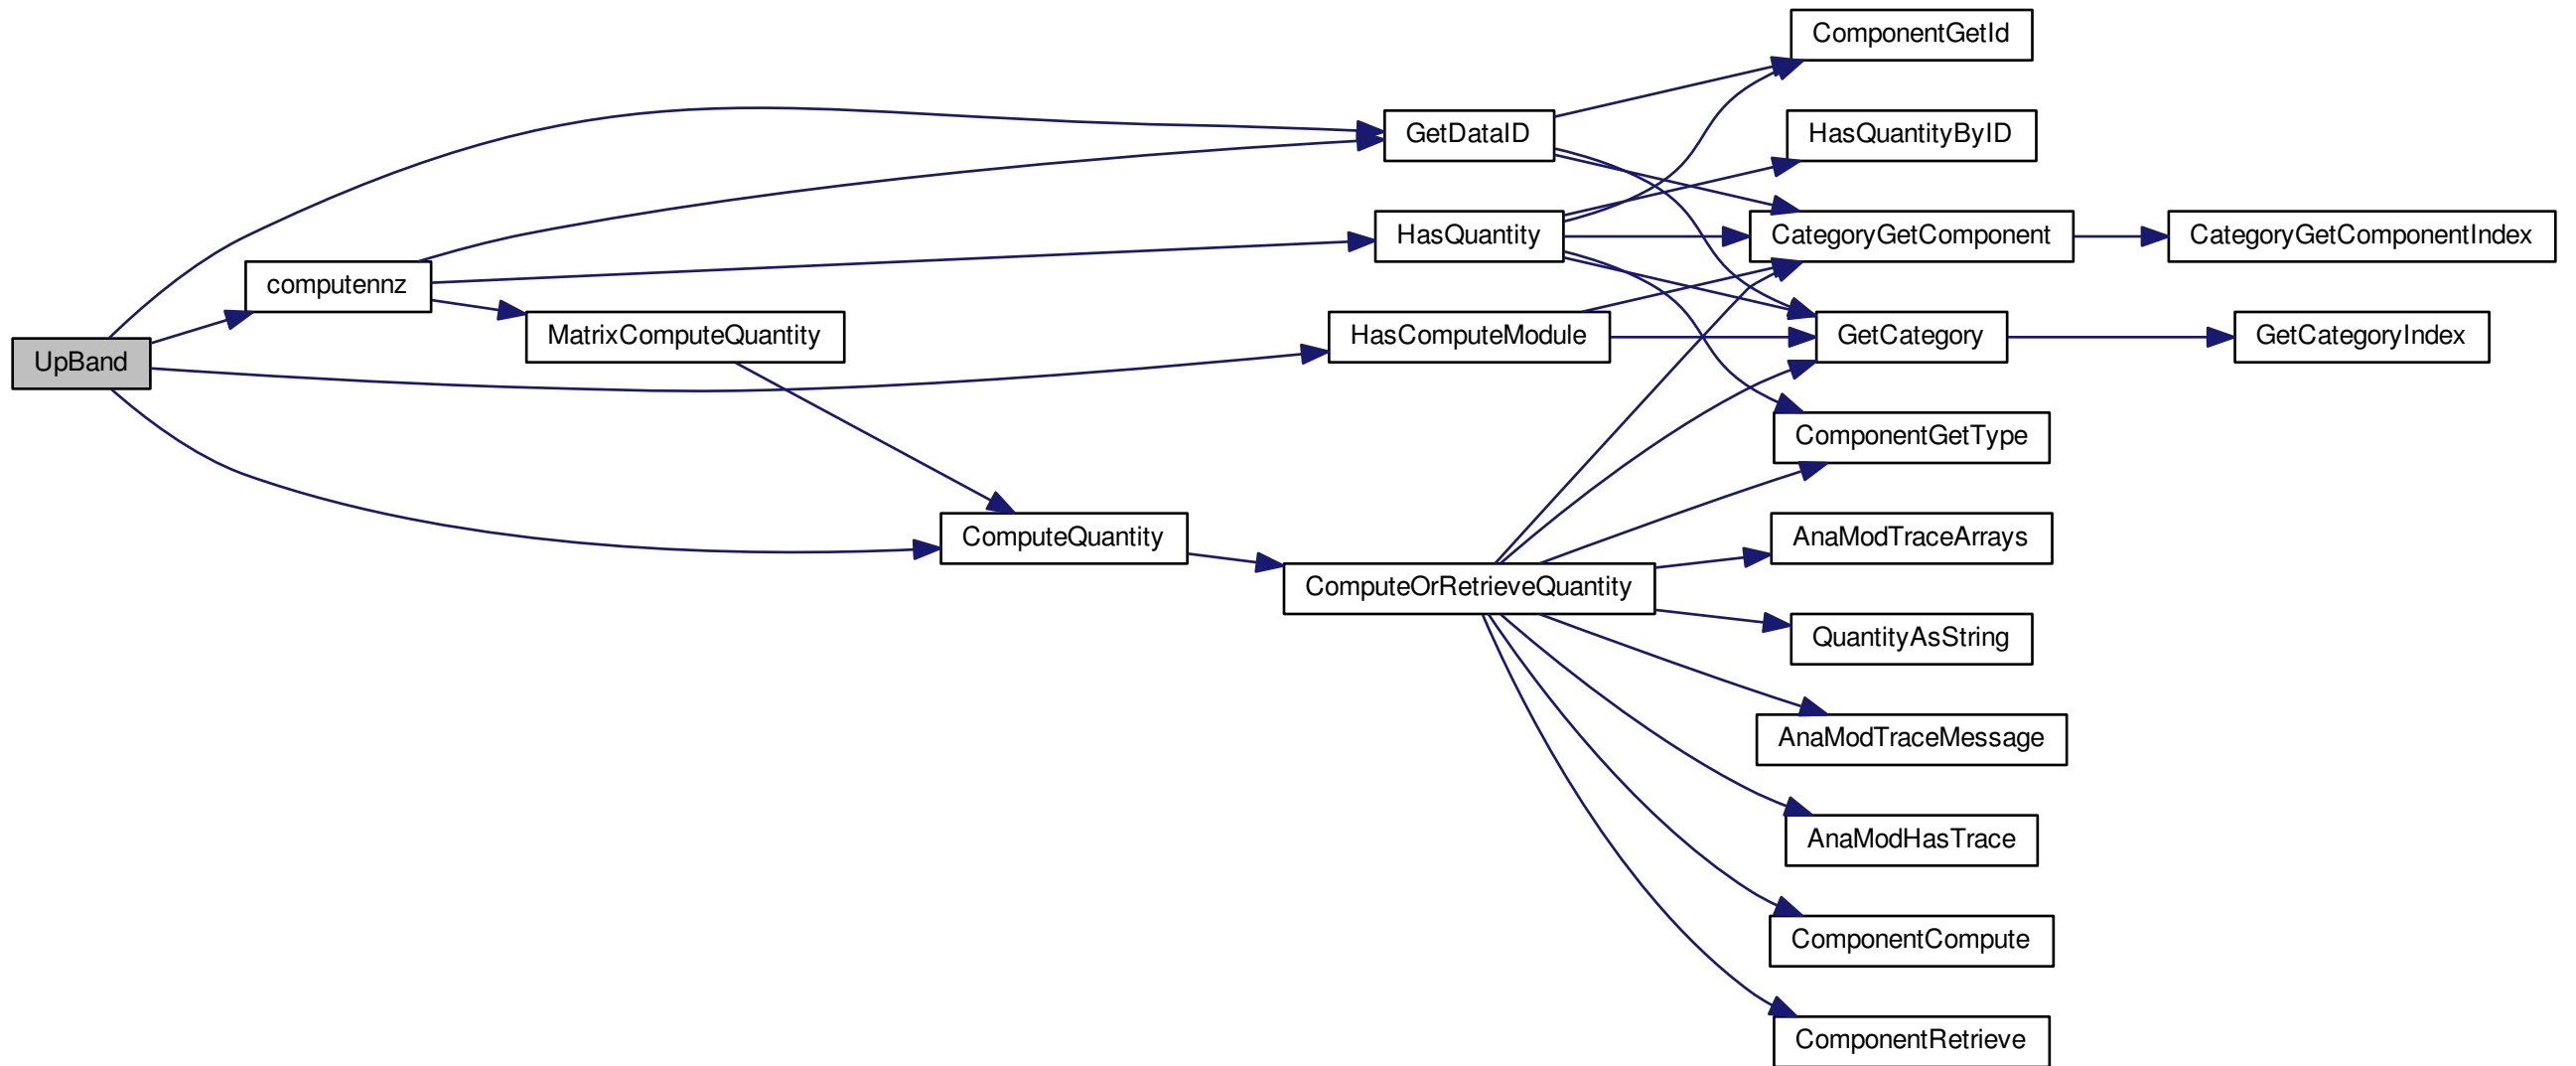 ComponentGetId
GetDataID
HasQuantityByID
HasQuantity
CategoryGetComponent
CategoryGetComponentIndex
computennz
UpBand
MatrixComputeQuantity
HasComputeModule
GetCategory
GetCategoryIndex
ComponentGetType
ComputeQuantity
AnaModTraceArrays
ComputeOrRetrieveQuantity
QuantityAsString
AnaModTraceMessage
AnaModHasTrace
ComponentCompute
ComponentRetrieve